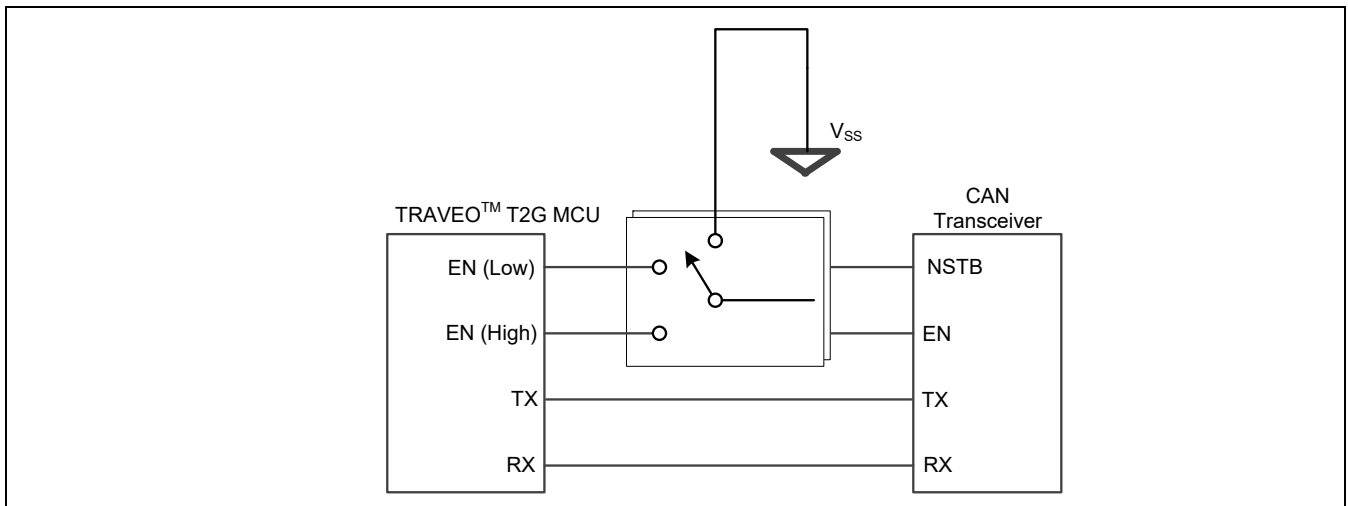 VSS
TRAVEO™ T2G MCU
CAN
Transceiver
EN (Low)
NSTB
EN (High)
EN
TX
TX
RX
RX